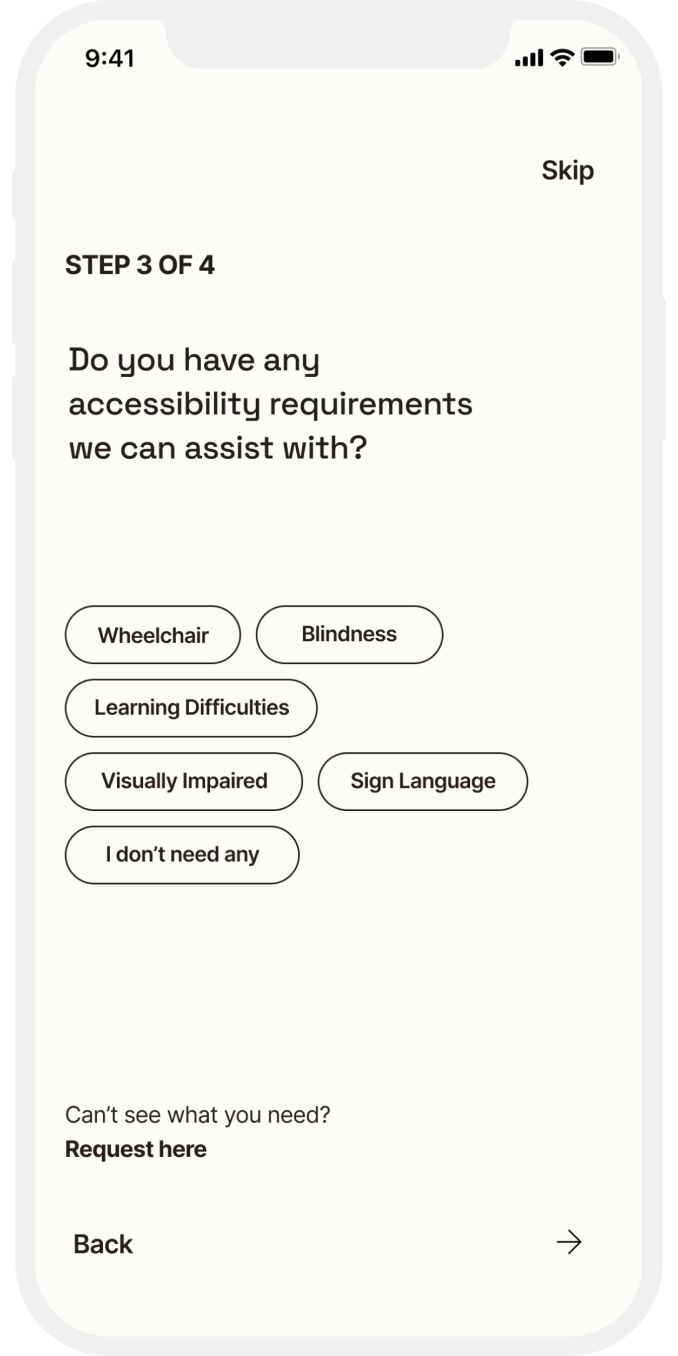 9:41
Skip
STEP 3 OF 4
Do you have any
accessibility requirements
we can assist with?
Wheelchair
Blindness
Learning Difficulties
Visually Impaired
Sign Language
I don’t need any
Can’t see what you need?
Request here
Back